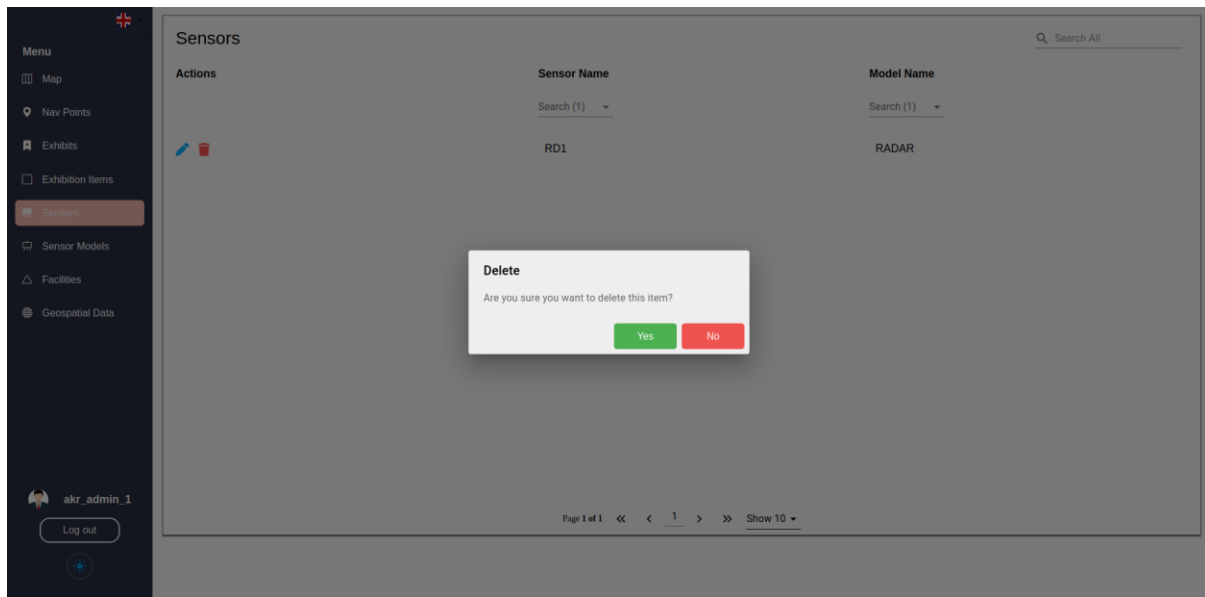 Menu
Map
Nav Points
Exhibits
Exhibition Items
Sensors
Sensor Models
Facilities
Geospatial Data
akr_admin_1
Log out
Sensors
Search All
Actions Sensor Name Model Name
Search (1) Search (1)
RD1 RADAR
Delete
Are you sure you want to delete this item?
Yes No
Page 1 of 1 « ‹ 1 › » Show 10